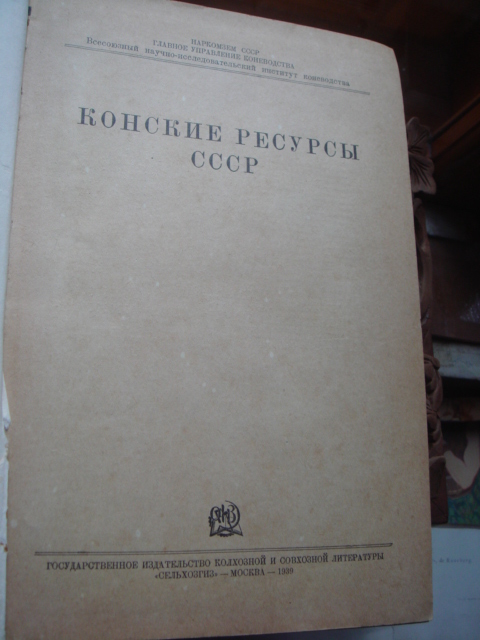 НАРКОМЗЕМ СССР
ГЛАВНОЕ УПРАВЛЕНИЕ КОНЕВОДСТВА
Всесоюзный научно-исследовательский институт коневодства
КОНСКИЕ РЕСУРСЫ
СССР
ГОСУДАРСТВЕННОЕ ИЗДАТЕЛЬСТВО КОЛХОЗНОЙ И СОВХОЗНОЙ ЛИТЕРАТУРЫ
«СЕЛЬХОЗГИЗ» — МОСКВА — 1939